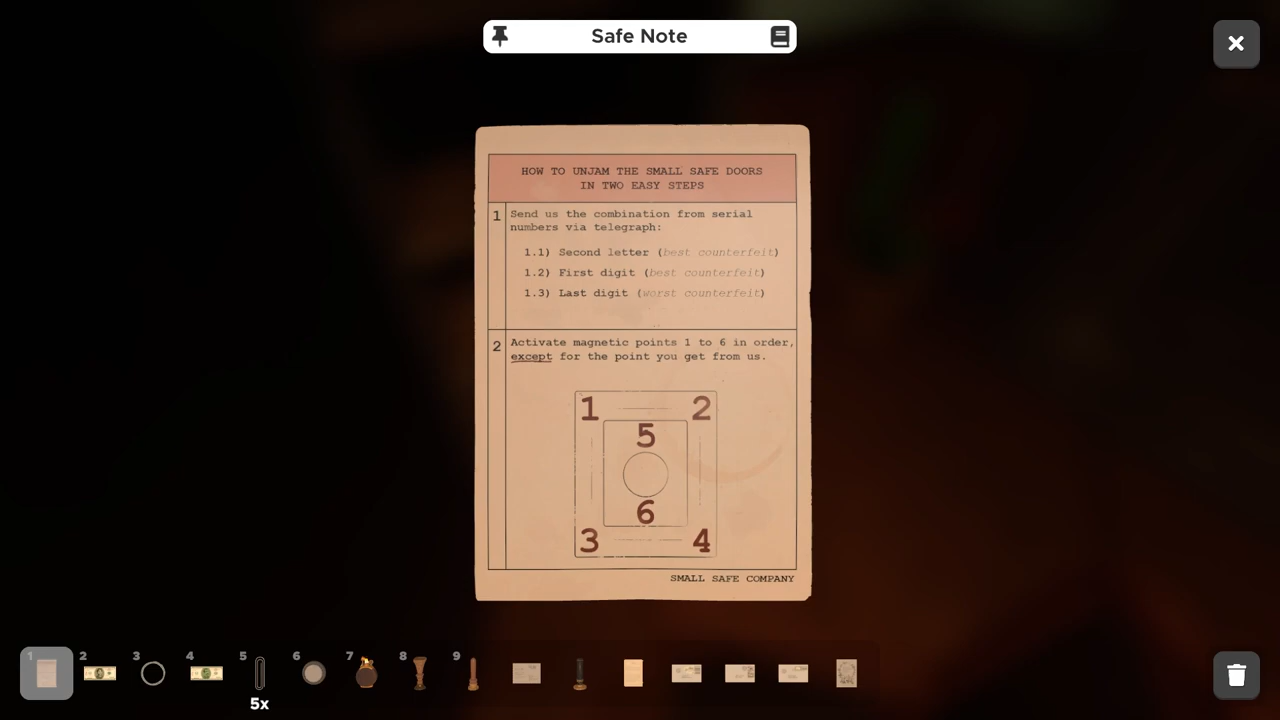 Safe Note
HOW TO UNJAM THE SMALL SAFE DOORS
IN TWO EASY STEPS
1
Send us the combination from serial
numbers via telegraph:
1.1) Second letter (best counterfeit)
1.2) First digit (best counterfeit)
1.3) Last digit (worst counterfeit)
2
Activate magnetic points 1 to 6 in order,
except for the point you get from us.
1 2
5
6
3 4
SMALL SAFE COMPANY
1 2 3 4 5 6 7 8 9
5x